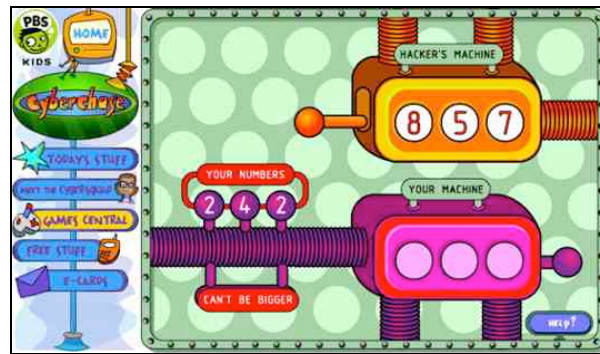 PBS
KIDS
HOME
Cyberchase
TODAY'S STUFF
MEET THE CYBERSQUAD
GAMES CENTRAL
FREE STUFF
E-CARDS
HACKER'S MACHINE
8 5 7
YOUR NUMBERS
2 4 2
YOUR MACHINE
CAN'T BE BIGGER
HELP?